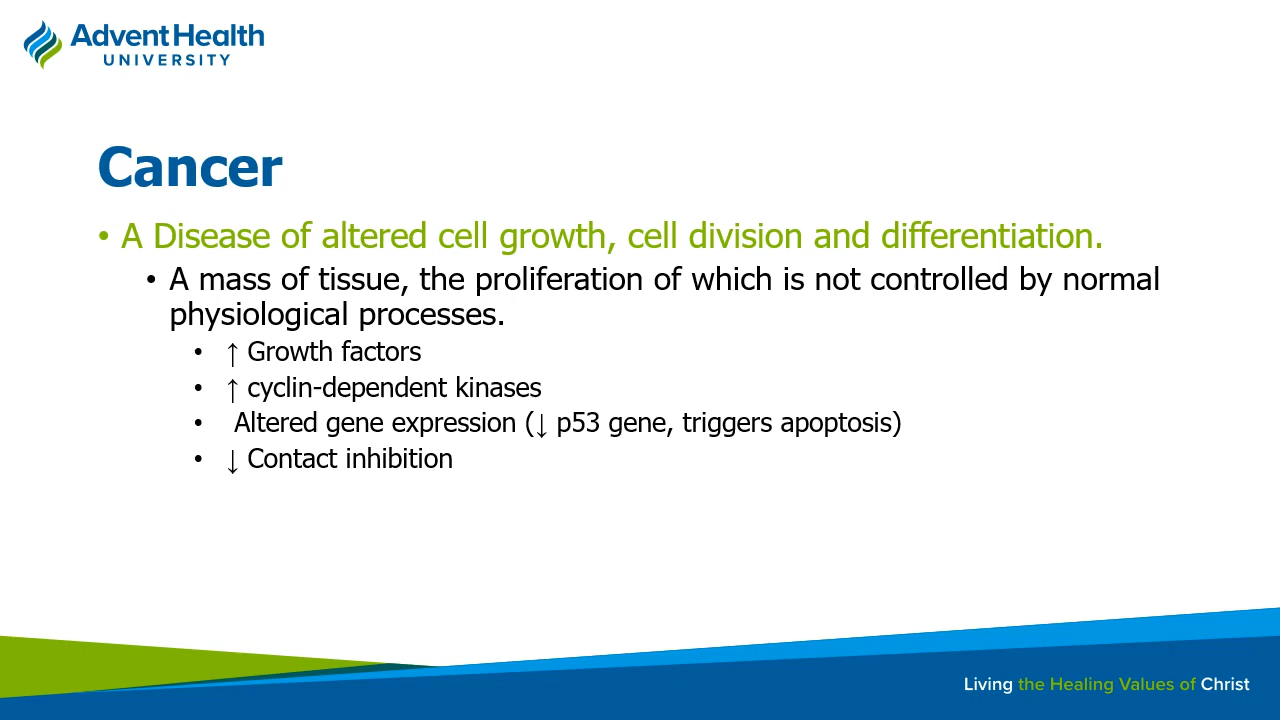 AdventHealth
UNIVERSITY
Cancer
• A Disease of altered cell growth, cell division and differentiation.
• A mass of tissue, the proliferation of which is not controlled by normal
physiological processes.
• ↑ Growth factors
• ↑ cyclin-dependent kinases
• Altered gene expression (↓ p53 gene, triggers apoptosis)
• ↓ Contact inhibition
Living the Healing Values of Christ